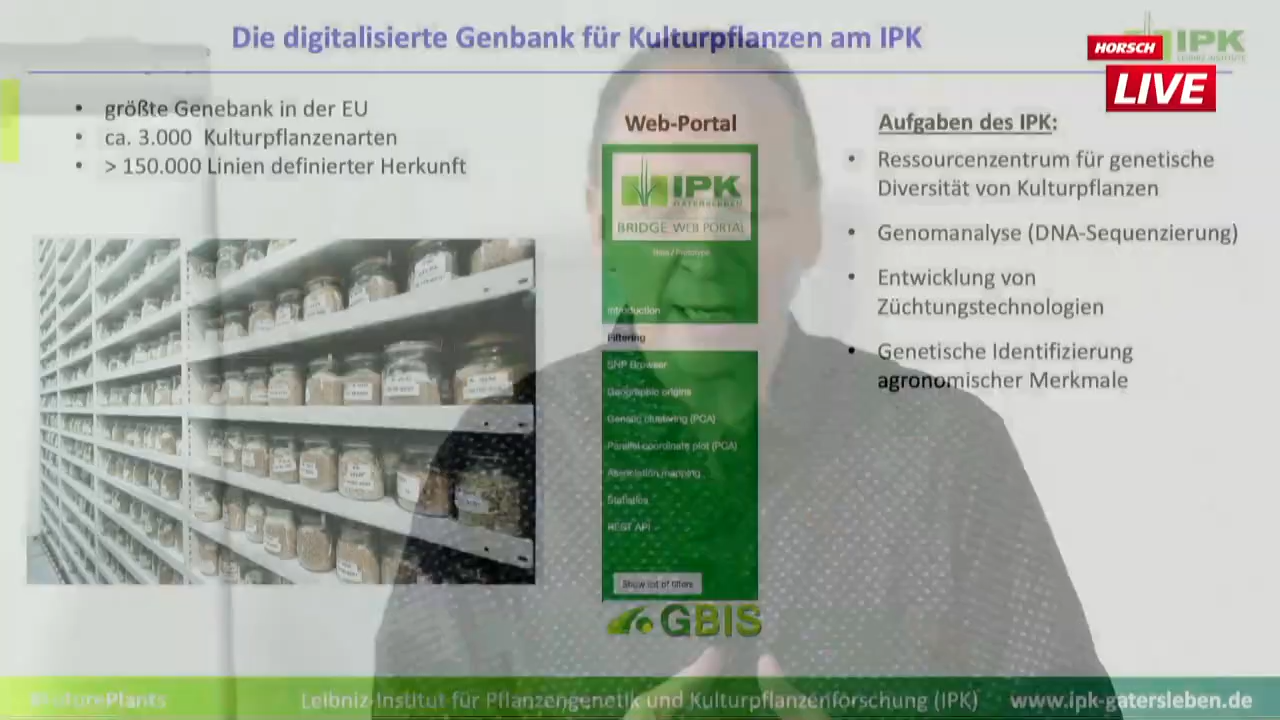 Die digitalisierte Genbank für Kulturpflanzen am IPK
HORSCH
LIVE
IPK
LEIBNIZ INSTITUTE
• größte Genebank in der EU
• ca. 3.000 Kulturpflanzenarten
• > 150.000 Linien definierter Herkunft
Web-Portal
IPK
GATERSLEBEN
BRIDGE WEB PORTAL
Introduction
Filtering
SNP Browser
Geographic origins
Genetic clustering (PCA)
Parallel coordinate plot (PCA)
Association mapping
Statistics
REST API
Show list of filters
GBIS
Aufgaben des IPK:
• Ressourcenzentrum für genetische
Diversität von Kulturpflanzen
• Genomanalyse (DNA-Sequenzierung)
• Entwicklung von
Züchtungstechnologien
• Genetische Identifizierung
agronomischer Merkmale
Leibniz-Institut für Pflanzengenetik und Kulturpflanzenforschung (IPK)
www.ipk-gatersleben.de